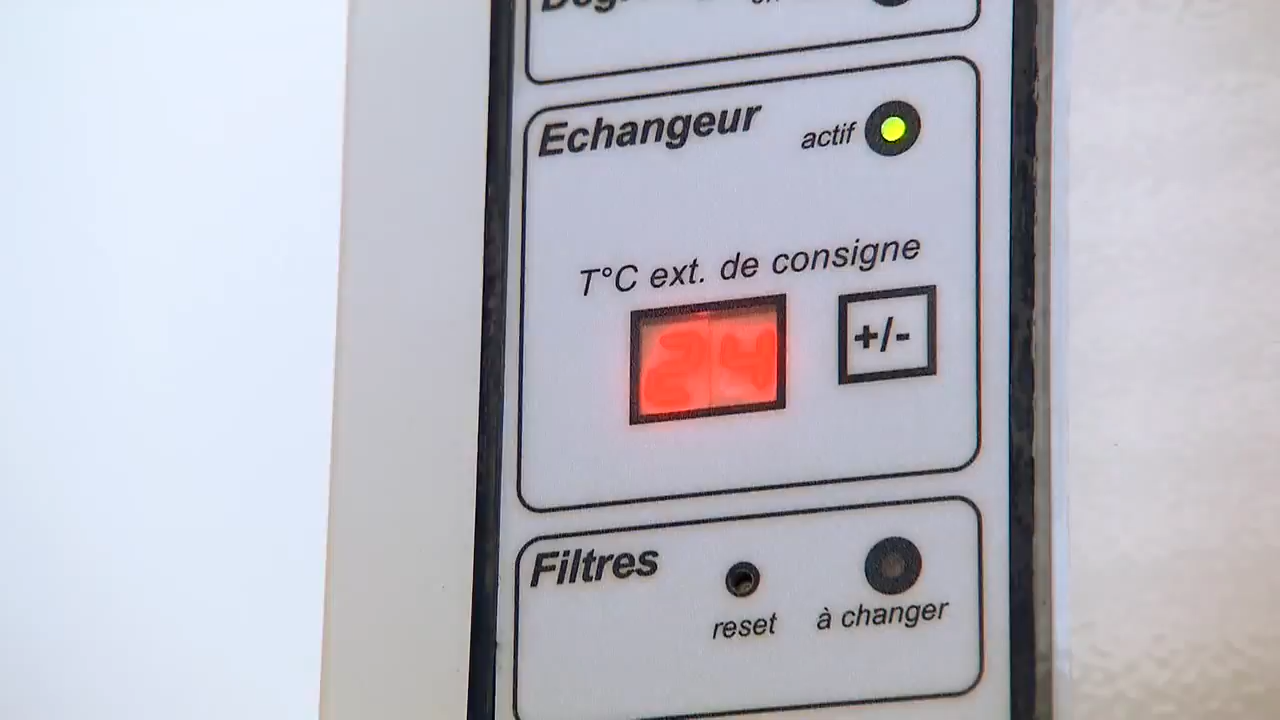 Echangeur
actif
T°C ext. de consigne
24
+/-
Filtres
reset
à changer